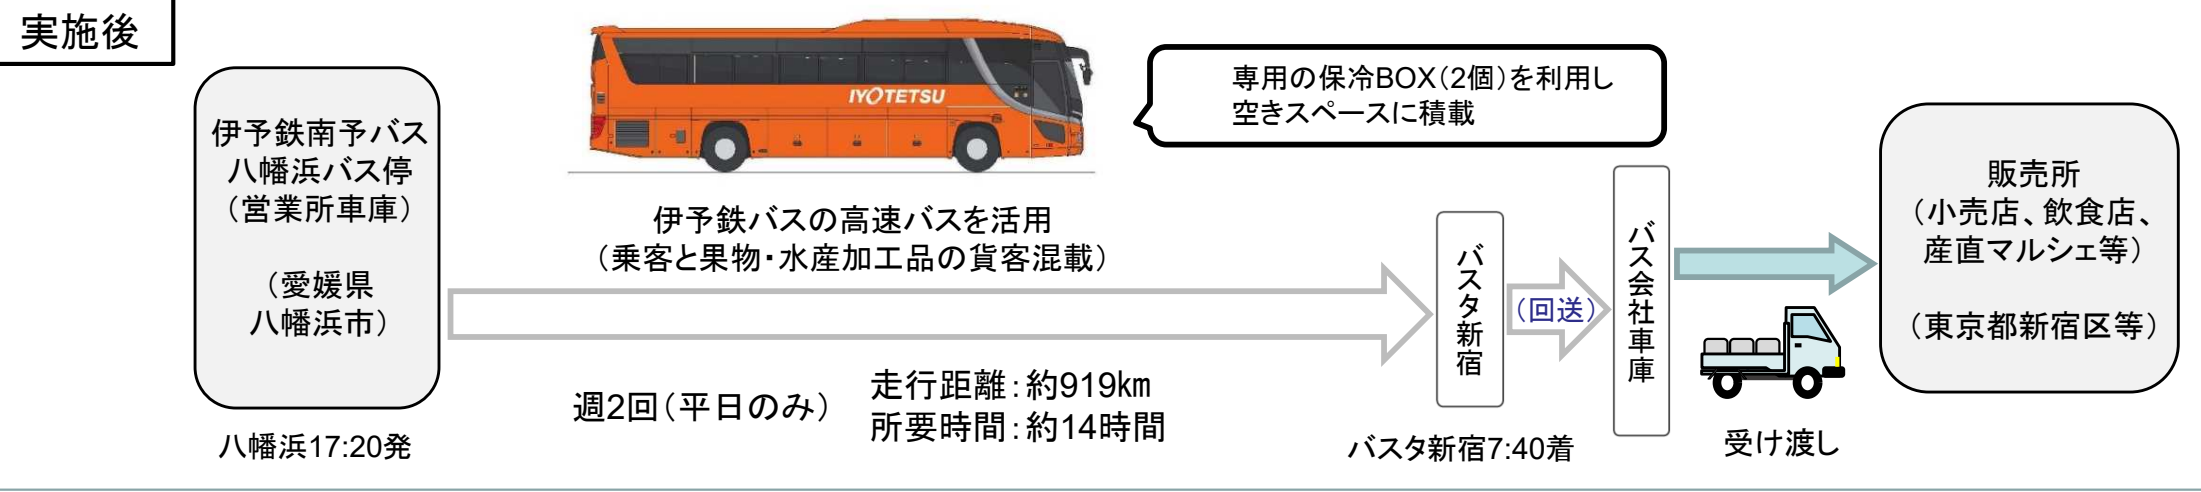 実施後
伊予鉄南予バス
八幡浜バス停
（営業所車庫）
（愛媛県
八幡浜市）
八幡浜17:20発
IYOTETSU
専用の保冷BOX（2個）を利用し
空きスペースに積載
伊予鉄バスの高速バスを活用
（乗客と果物・水産加工品の貨客混載）
週2回（平日のみ）
走行距離：約919㎞
所要時間：約14時間
バスタ新宿
バスタ新宿7:40着
（回送）
バス会社車庫
受け渡し
販売所
（小売店、飲食店、
産直マルシェ等）
（東京都新宿区等）